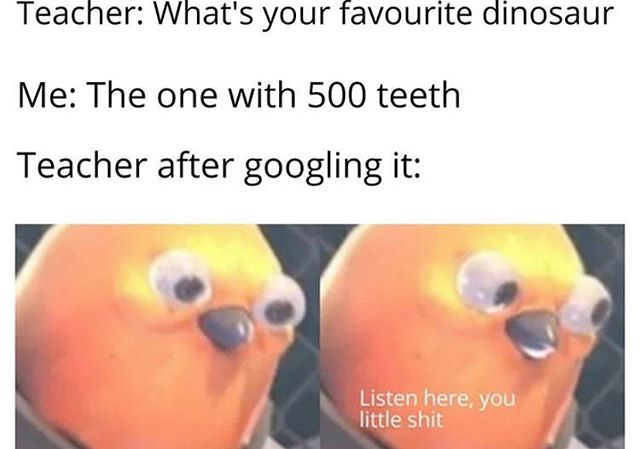 Teacher: What's your favourite dinosaur
Me: The one with 500 teeth
Teacher after googling it:
Listen here, you
little shit